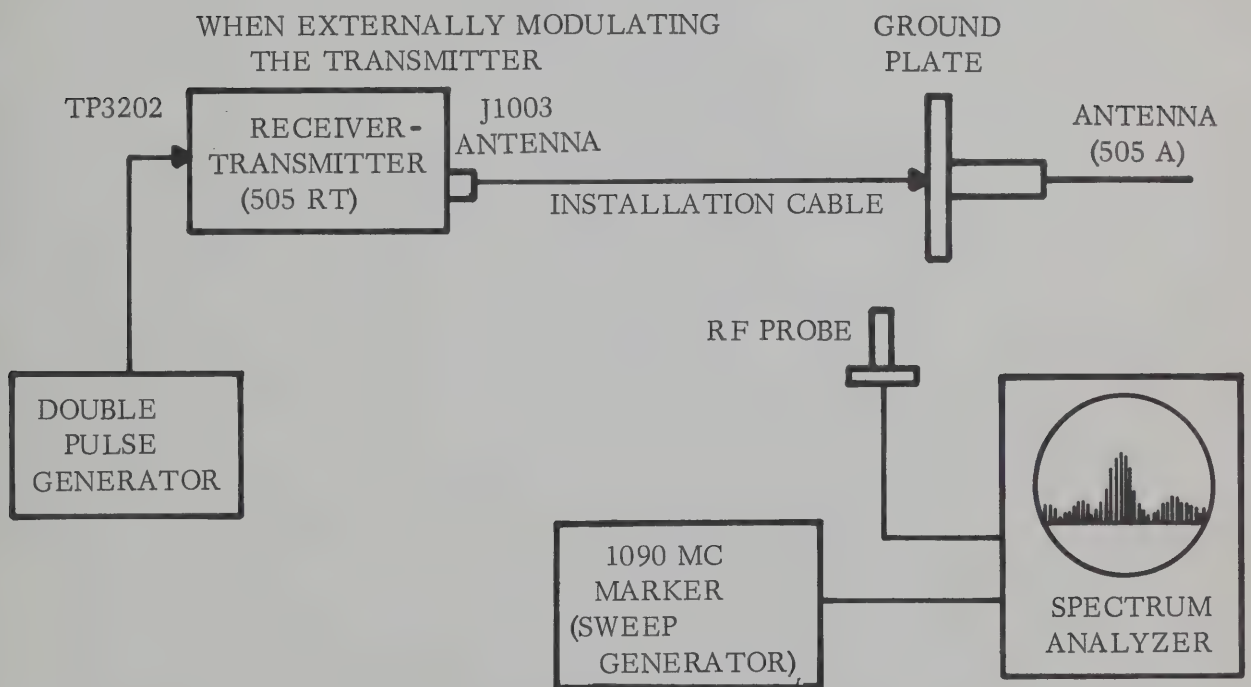 WHEN EXTERNALLY MODULATING
THE TRANSMITTER
GROUND
PLATE
TP3202
RECEIVER-
TRANSMITTER
(505 RT)
J1003
ANTENNA
INSTALLATION CABLE
ANTENNA
(505 A)
RF PROBE
DOUBLE
PULSE
GENERATOR
1090 MC
MARKER
(SWEEP
GENERATOR)
SPECTRUM
ANALYZER